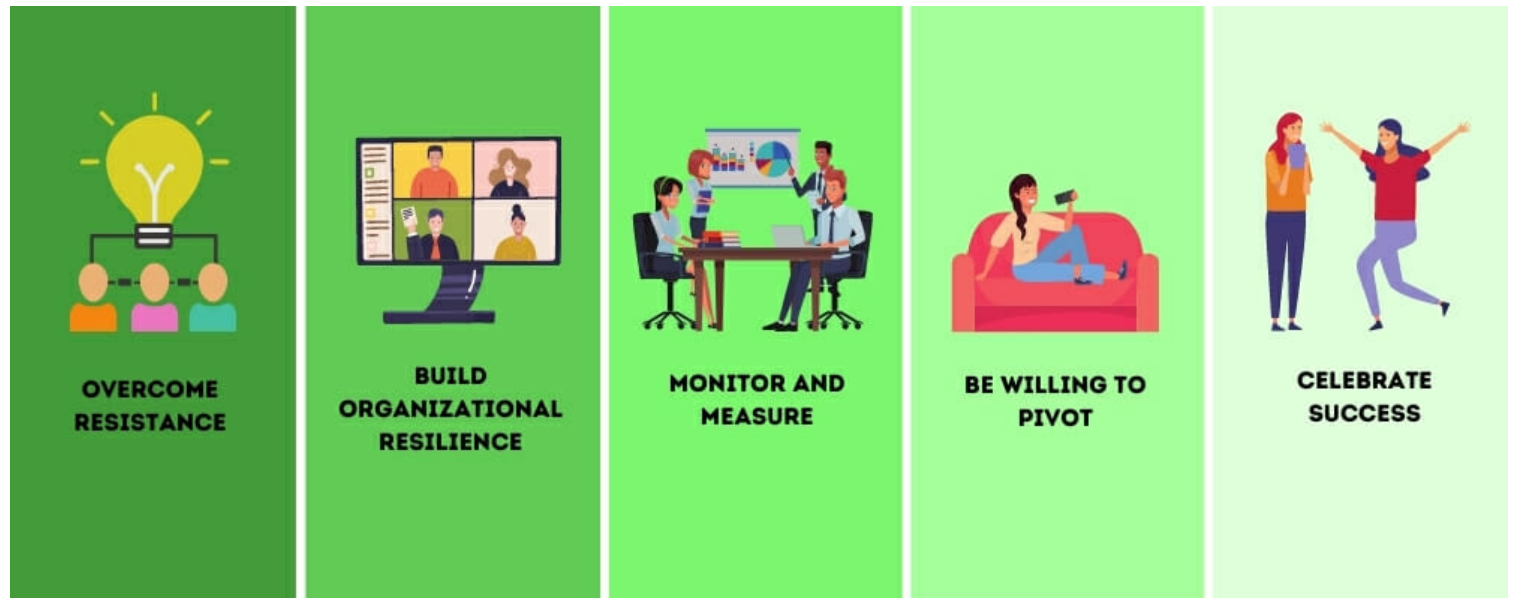 OVERCOME
RESISTANCE
BUILD
ORGANIZATIONAL
RESILIENCE
MONITOR AND
MEASURE
BE WILLING TO
PIVOT
CELEBRATE
SUCCESS